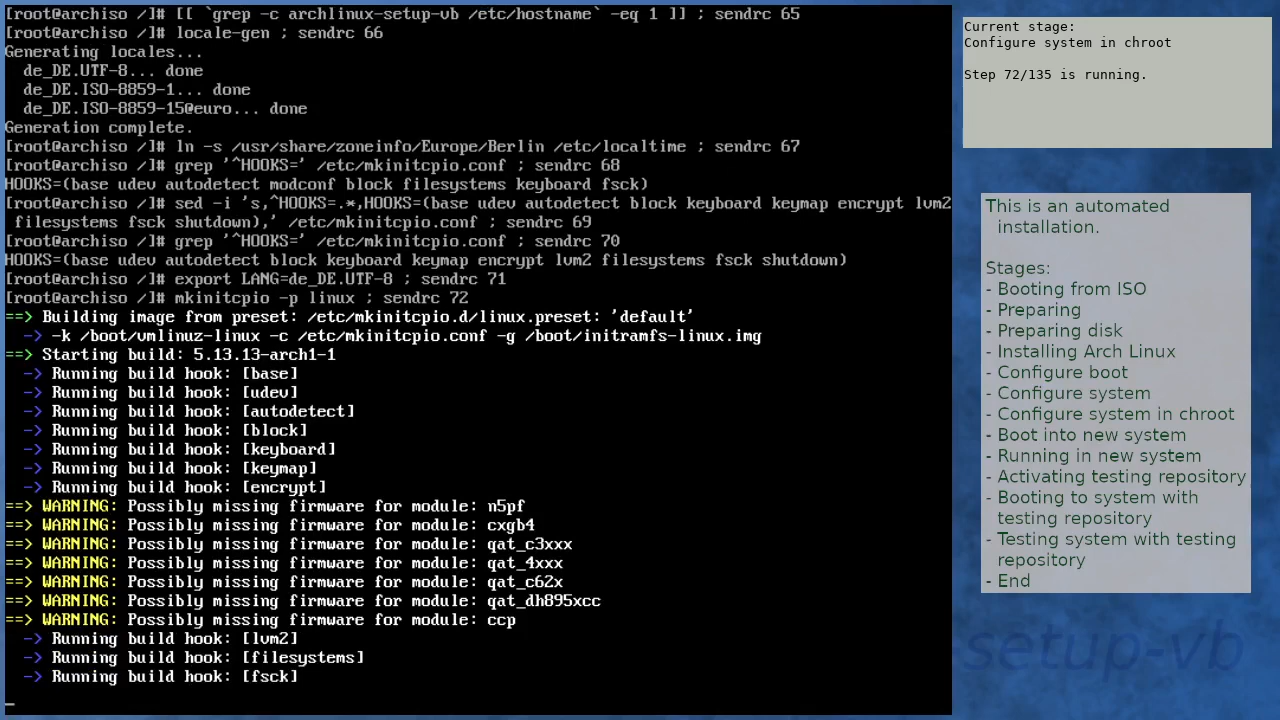 [root@archiso /]# [[ `grep -c archlinux-setup-vb /etc/hostname` -eq 1 ]] ; sendrc 65
[root@archiso /]# locale-gen ; sendrc 66
Generating locales...
  de_DE.UTF-8... done
  de_DE.ISO-8859-1... done
  de_DE.ISO-8859-15@euro... done
Generation complete.
[root@archiso /]# ln -s /usr/share/zoneinfo/Europe/Berlin /etc/localtime ; sendrc 67
[root@archiso /]# grep '^HOOKS=' /etc/mkinitcpio.conf ; sendrc 68
HOOKS=(base udev autodetect modconf block filesystems keyboard fsck)
[root@archiso /]# sed -i 's,^HOOKS=.*,HOOKS=(base udev autodetect block keyboard keymap encrypt lvm2
 filesystems fsck shutdown),' /etc/mkinitcpio.conf ; sendrc 69
[root@archiso /]# grep '^HOOKS=' /etc/mkinitcpio.conf ; sendrc 70
HOOKS=(base udev autodetect block keyboard keymap encrypt lvm2 filesystems fsck shutdown)
[root@archiso /]# export LANG=de_DE.UTF-8 ; sendrc 71
[root@archiso /]# mkinitcpio -p linux ; sendrc 72
==> Building image from preset: /etc/mkinitcpio.d/linux.preset: 'default'
  -> -k /boot/vmlinuz-linux -c /etc/mkinitcpio.conf -g /boot/initramfs-linux.img
==> Starting build: 5.13.13-arch1-1
  -> Running build hook: [base]
  -> Running build hook: [udev]
  -> Running build hook: [autodetect]
  -> Running build hook: [block]
  -> Running build hook: [keyboard]
  -> Running build hook: [keymap]
  -> Running build hook: [encrypt]
==> WARNING: Possibly missing firmware for module: n5pf
==> WARNING: Possibly missing firmware for module: cxgb4
==> WARNING: Possibly missing firmware for module: qat_c3xxx
==> WARNING: Possibly missing firmware for module: qat_4xxx
==> WARNING: Possibly missing firmware for module: qat_c62x
==> WARNING: Possibly missing firmware for module: qat_dh895xcc
==> WARNING: Possibly missing firmware for module: ccp
  -> Running build hook: [lvm2]
  -> Running build hook: [filesystems]
  -> Running build hook: [fsck]
_
Current stage:
Configure system in chroot
Step 72/135 is running.
This is an automated
installation.
Stages:
- Booting from ISO
- Preparing
- Preparing disk
- Installing Arch Linux
- Configure boot
- Configure system
- Configure system in chroot
- Boot into new system
- Running in new system
- Activating testing repository
- Booting to system with
testing repository
- Testing system with testing
repository
- End
setup-vb